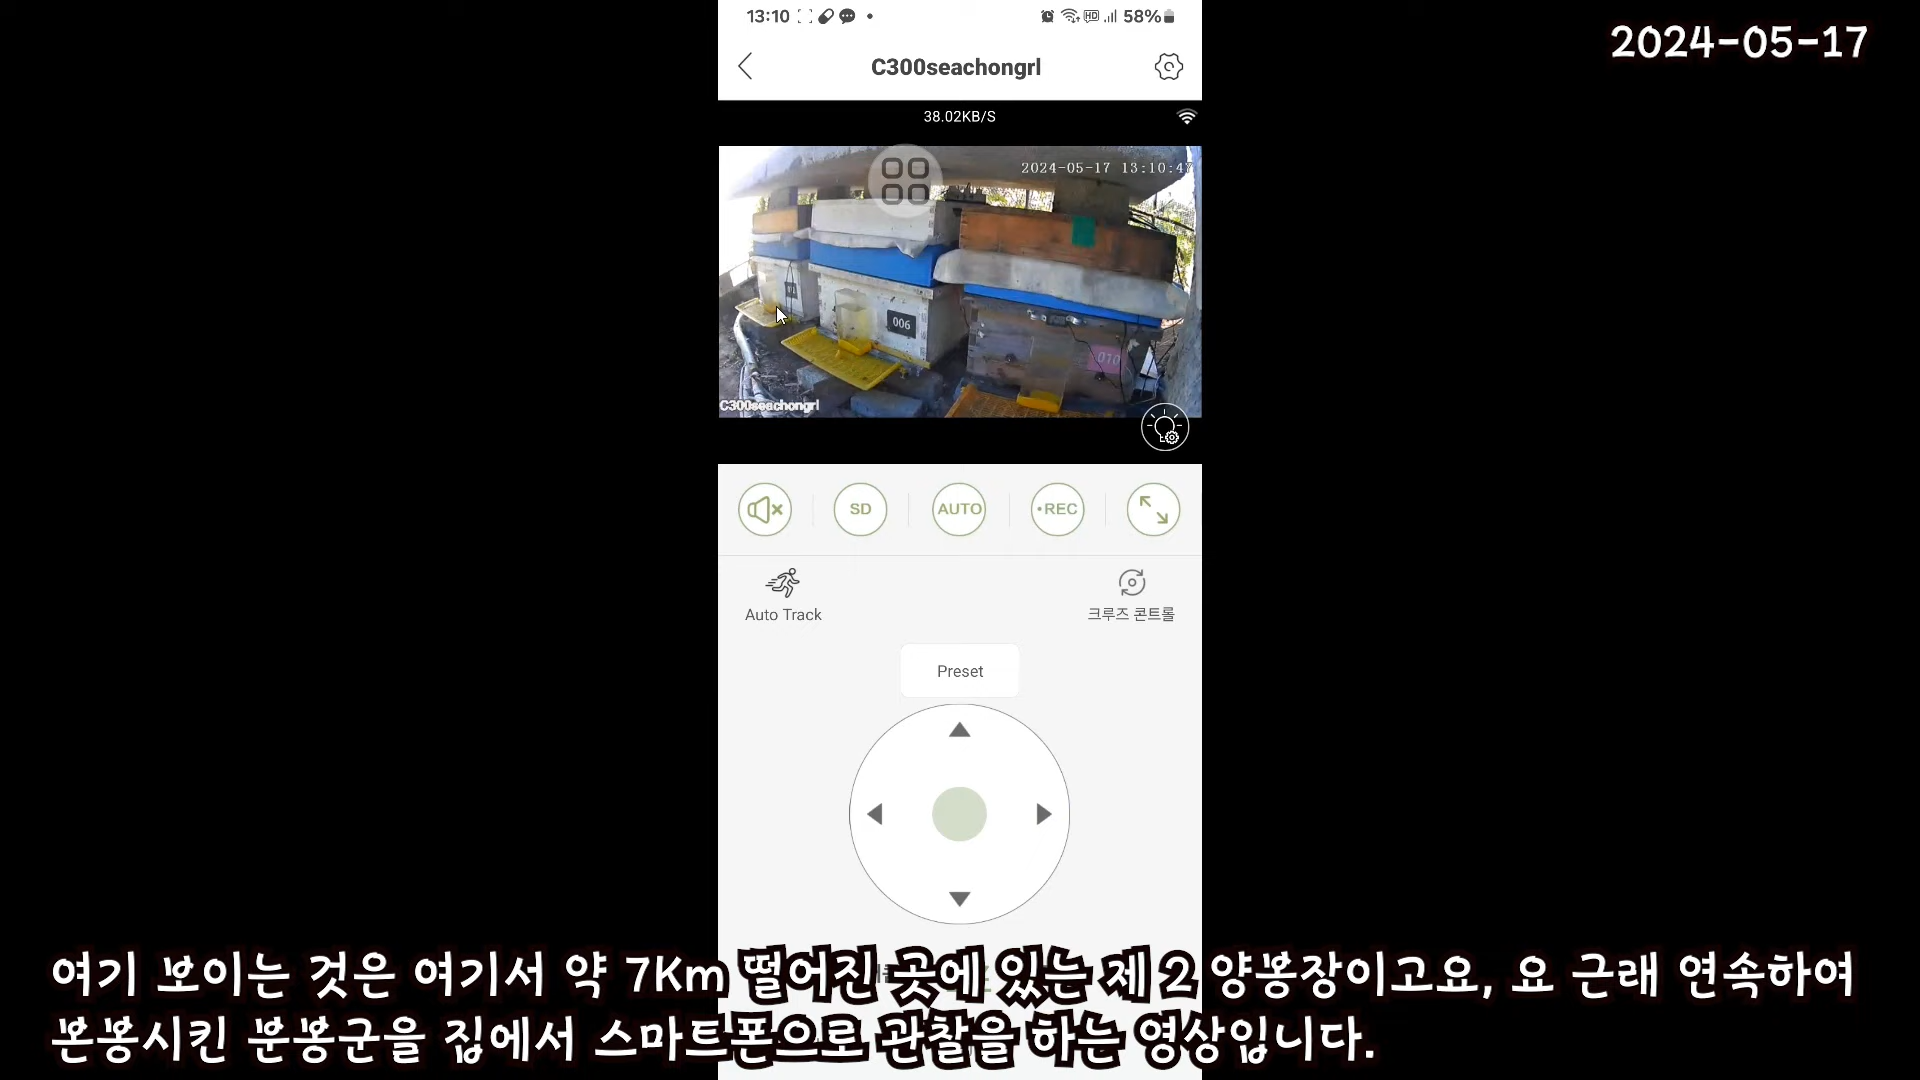 13:10
HD
58%
2024-05-17
C300seachongrl
38.02KB/S
2024-05-17 13:10:47
006
010
C300seachongrl
SD
AUTO
•REC
Auto Track
크루즈 콘트롤
Preset
여기 보이는 것은 여기서 약 7Km 떨어진 곳에 있는 제 2 양봉장이고요, 요 근래 연속하여
본봉시킨 분봉군을 집에서 스마트폰으로 관찰을 하는 영상입니다.